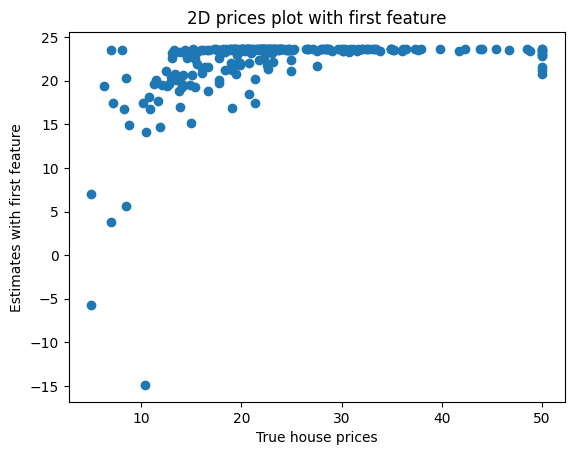 2D prices plot with first feature
25
20
15
10
5
0
−5
−10
−15
Estimates with first feature
10 20 30 40 50
True house prices